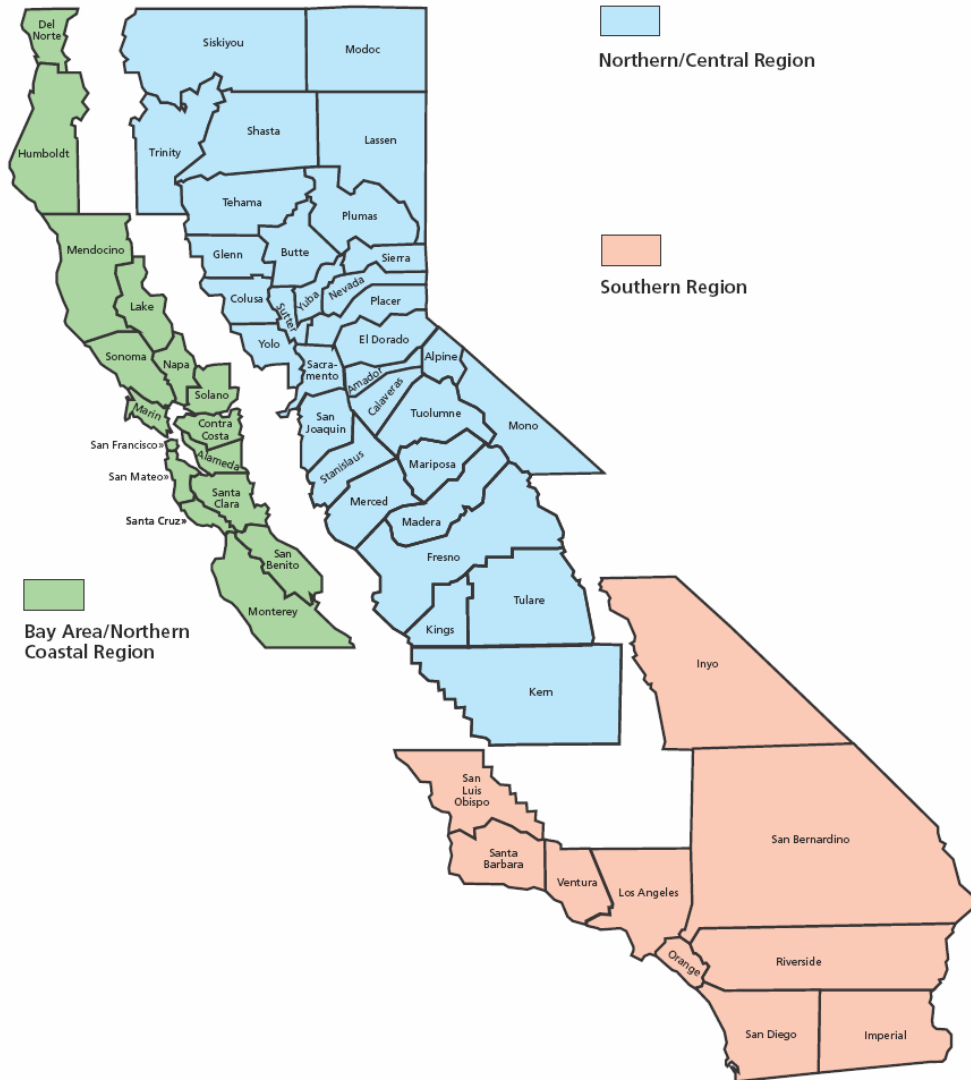 Del
Norte
Siskiyou
Modoc
Northern/Central Region
Humboldt
Trinity
Shasta
Lassen
Tehama
Plumas
Mendocino
Glenn
Butte
Sierra
Southern Region
Lake
Colusa
Sutter
Yuba
Nevada
Placer
Sonoma
Napa
Yolo
El Dorado
Solano
Sacra-
mento
Amador
Alpine
Marin
Contra
Costa
San
Joaquin
Calaveras
Tuolumne
Mono
San Francisco»
Alameda
Stanislaus
Mariposa
San Mateo»
Santa
Clara
Merced
Santa Cruz»
Madera
San
Benito
Fresno
Monterey
Kings
Tulare
Bay Area/Northern
Coastal Region
Inyo
Kern
San
Luis
Obispo
San Bernardino
Santa
Barbara
Ventura
Los Angeles
Orange
Riverside
San Diego
Imperial